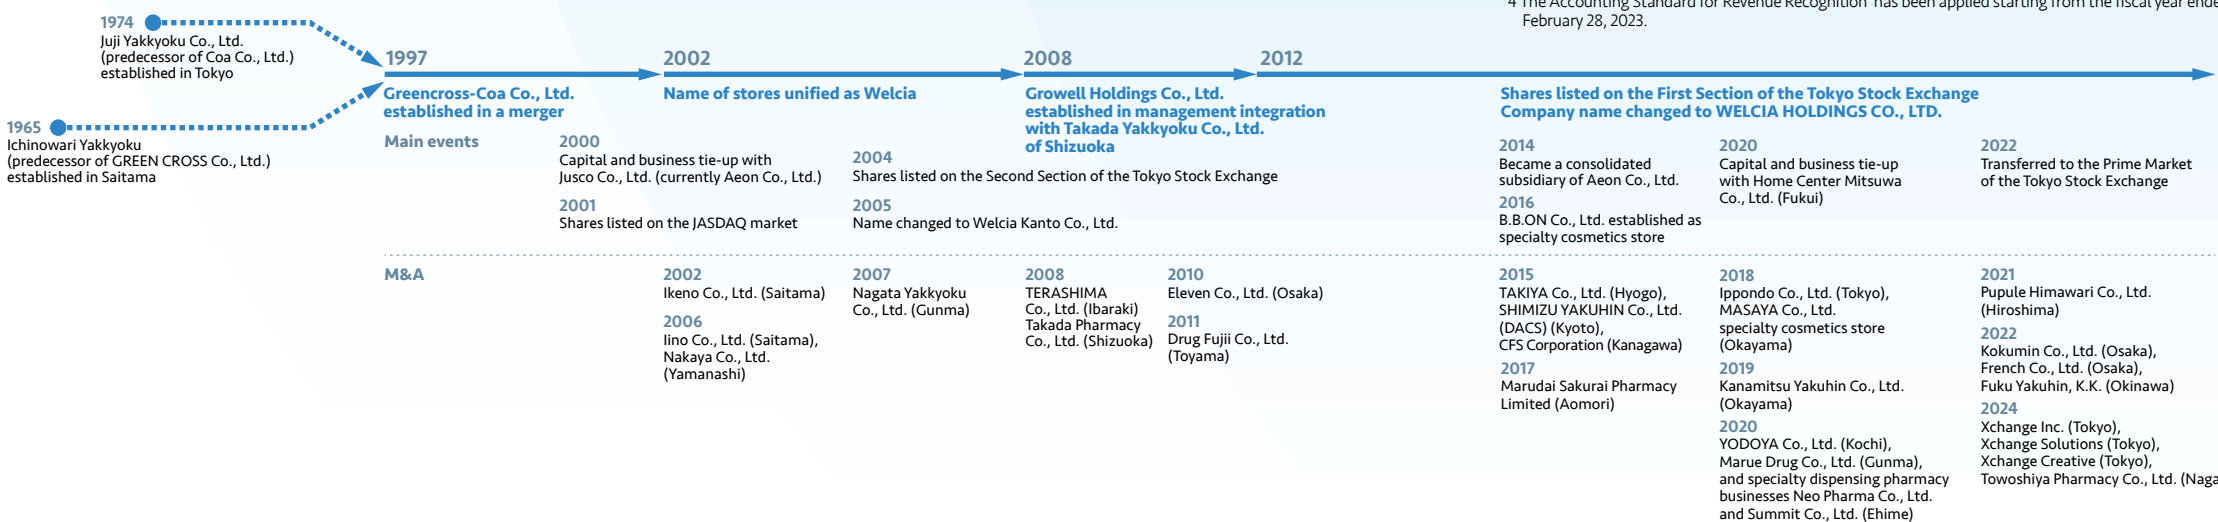 4 The Accounting Standard for Revenue Recognition has been applied starting from the fiscal year
February 28, 2023.
1974
Juji Yakkyoku Co., Ltd.
(predecessor of Coa Co., Ltd.)
established in Tokyo
1965
Ichinowari Yakkyoku
(predecessor of GREEN CROSS Co., Ltd.)
established in Saitama
1997
Greencross-Coa Co., Ltd.
established in a merger
2002
Name of stores unified as Welcia
2008
Growell Holdings Co., Ltd.
established in management integration
with Takada Yakkyoku Co., Ltd.
of Shizuoka
2012
Shares listed on the First Section of the Tokyo Stock Exchange
Company name changed to WELCIA HOLDINGS CO., LTD.
Main events
2000
Capital and business tie-up with
Jusco Co., Ltd. (currently Aeon Co., Ltd.)
2001
Shares listed on the JASDAQ market
2004
Shares listed on the Second Section of the Tokyo Stock Exchange
2005
Name changed to Welcia Kanto Co., Ltd.
2014
Became a consolidated
subsidiary of Aeon Co., Ltd.
2016
B.B.ON Co., Ltd. established as
specialty cosmetics store
2020
Capital and business tie-up
with Home Center Mitsuwa
Co., Ltd. (Fukui)
2022
Transferred to the Prime Market
of the Tokyo Stock Exchange
M&A
2002
Ikeno Co., Ltd. (Saitama)
2006
Iino Co., Ltd. (Saitama),
Nakaya Co., Ltd.
(Yamanashi)
2007
Nagata Yakkyoku
Co., Ltd. (Gunma)
2008
TERASHIMA
Co., Ltd. (Ibaraki)
Takada Pharmacy
Co., Ltd. (Shizuoka)
2010
Eleven Co., Ltd. (Osaka)
2011
Drug Fujii Co., Ltd.
(Toyama)
2015
TAKIYA Co., Ltd. (Hyogo),
SHIMIZU YAKUHIN Co., Ltd.
(DACS) (Kyoto),
CFS Corporation (Kanagawa)
2017
Marudai Sakurai Pharmacy
Limited (Aomori)
2018
Ippondo Co., Ltd. (Tokyo),
MASAYA Co., Ltd.
specialty cosmetics store
(Okayama)
2019
Kanamitsu Yakuhin Co., Ltd.
(Okayama)
2020
YODOYA Co., Ltd. (Kochi),
Marue Drug Co., Ltd. (Gunma),
and specialty dispensing pharmacy
businesses Neo Pharma Co., Ltd.
and Summit Co., Ltd. (Ehime)
2021
Pupule Himawari Co., Ltd.
(Hiroshima)
2022
Kokumin Co., Ltd. (Osaka),
French Co., Ltd. (Osaka),
Fuku Yakuhin, K.K. (Okinawa)
2024
Xchange Inc. (Tokyo),
Xchange Solutions (Tokyo),
Xchange Creative (Tokyo),
Towoshiya Pharmacy Co., Ltd.